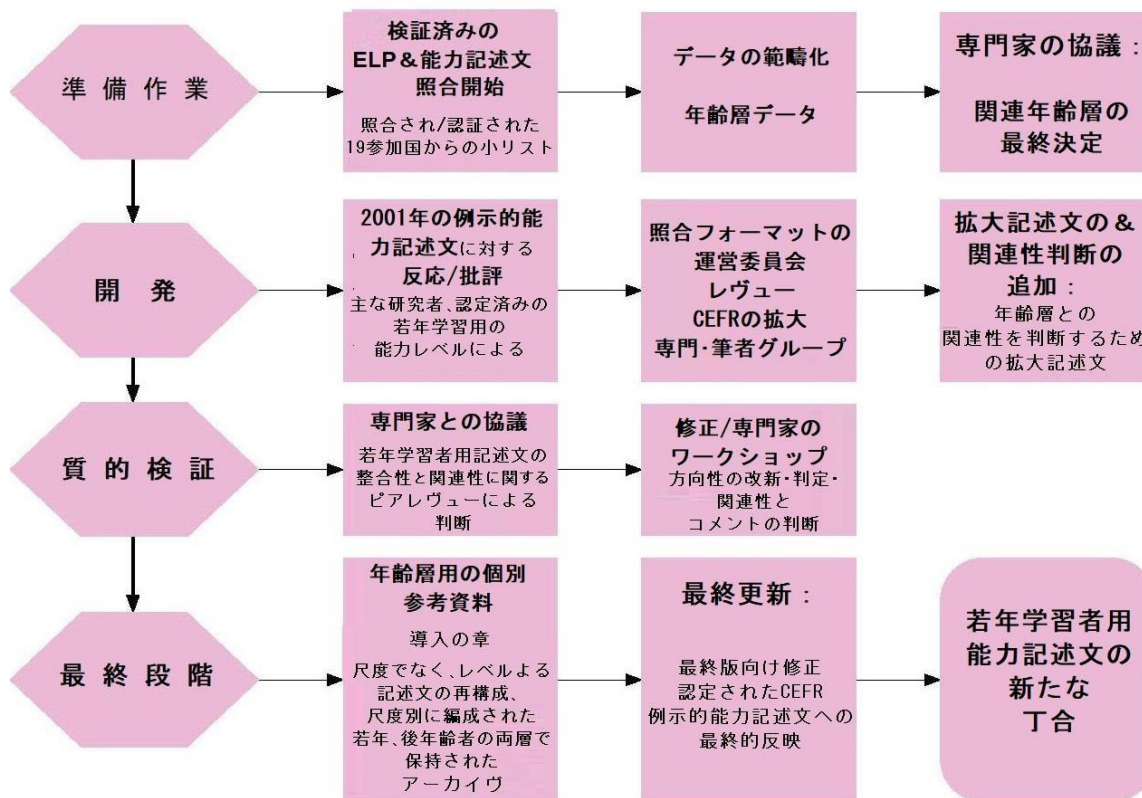 準備作業
検証済みの
ELP&能力記述文
照合開始
照合され/認証された
19参加国からの小リスト
データの範疇化
年齢層データ
専門家の協議：
関連年齢層の
最終決定
開発
2001年の例示的能
力記述文に対する
反応/批評
主な研究者、認定済みの
若年学習用の
能力レベルによる
照合フォーマットの
運営委員会
レヴュー
CEFRの拡大
専門・筆者グループ
拡大記述文の＆
関連性判断の
追加：
年齢層との
関連性を判断するため
の拡大記述文
質的検証
専門家との協議
若年学習者用記述文の
整合性と関連性に関する
ピアレヴューによる
判断
修正/専門家の
ワークショップ
方向性の改新・判定・
関連性と
コメントの判断
最終段階
年齢層用の個別
参考資料
導入の章
尺度でなく、レベルよる
記述文の再構成、
尺度別に編成された
若年、後年齢者の両層で
保持された
アーカイヴ
最終更新：
最終版向け修正
認定されたCEFR
例示的能力記述文への
最終的反映
若年学習者用
能力記述文の
新たな
丁合